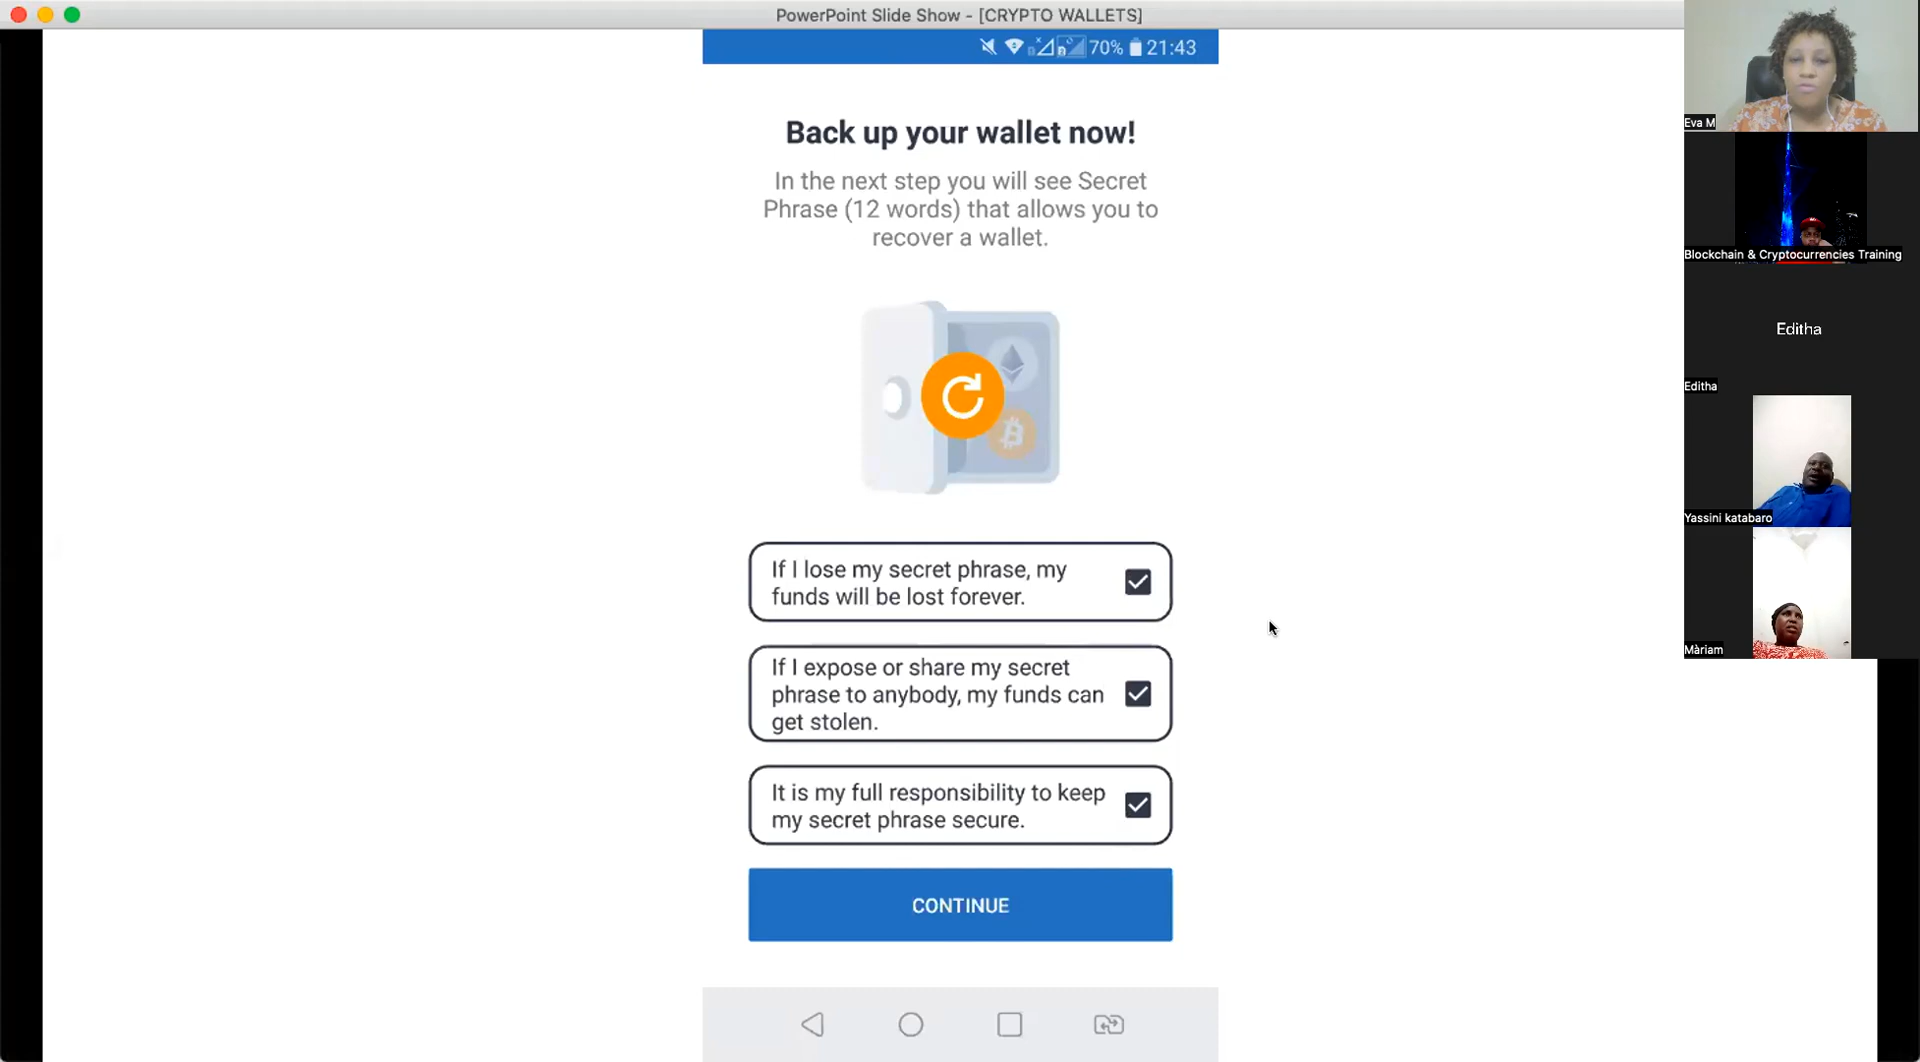 PowerPoint Slide Show - [CRYPTO WALLETS]
70% 21:43
Back up your wallet now!
In the next step you will see Secret
Phrase (12 words) that allows you to
recover a wallet.
If I lose my secret phrase, my
funds will be lost forever.
If I expose or share my secret
phrase to anybody, my funds can
get stolen.
It is my full responsibility to keep
my secret phrase secure.
CONTINUE
Eva M
Blockchain & Cryptocurrencies Training
Editha
Editha
Yassini katabaro
Màriam